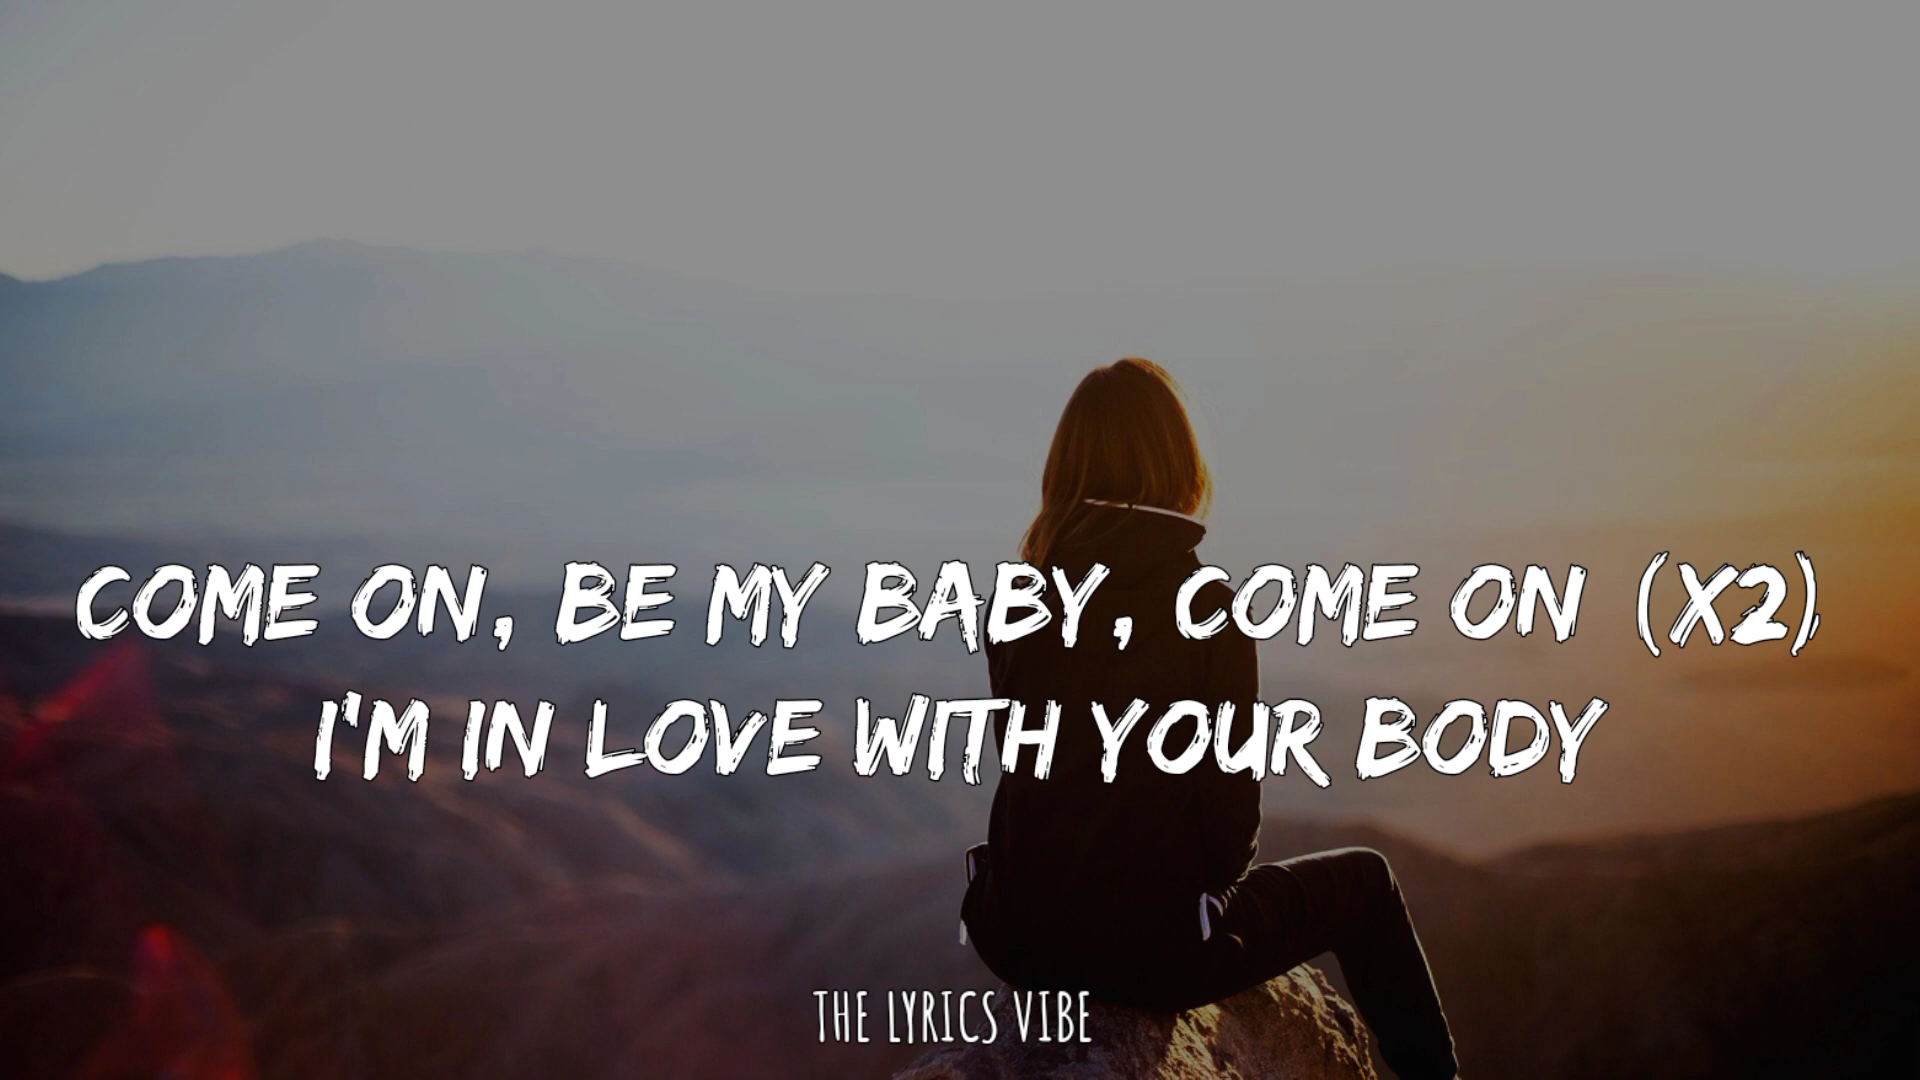 COME ON, BE MY BABY, COME ON (X2)
I'M IN LOVE WITH YOUR BODY
THE LYRICS VIBE